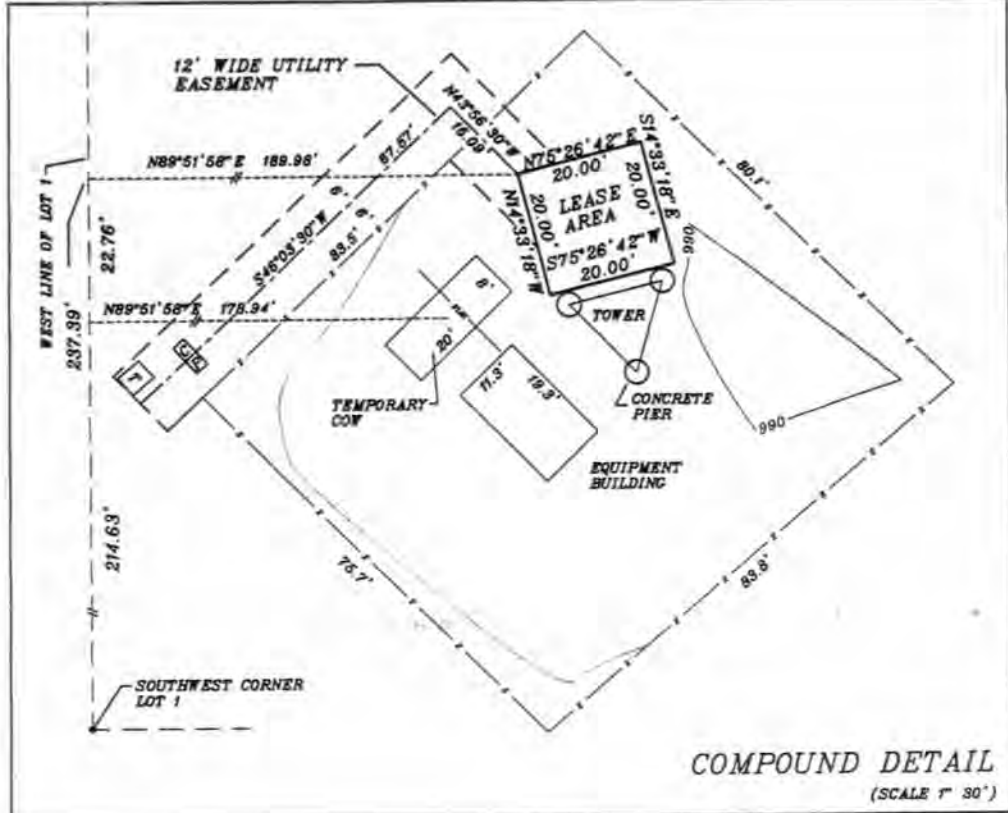 12' WIDE UTILITY
EASEMENT
N43°56'30"W
16.09'
N75°26'42"E
20.00'
S14°33'18"E
20.00'
80.1'
WEST LINE OF LOT 1
N89°51'58"E 189.98'
67.57'
6'
6'
LEASE
AREA
20.00'
N14°33'18"W
S75°26'42"W
20.00'
22.76'
S46°03'30"W
83.5'
990
237.39'
N89°51'58"E 178.94'
8'
20'
TOWER
T
TEMPORARY
COW
11.3'
19.3'
CONCRETE
PIER
990
EQUIPMENT
BUILDING
214.63'
75.7'
83.8'
SOUTHWEST CORNER
LOT 1
COMPOUND DETAIL
(SCALE 1" 30')